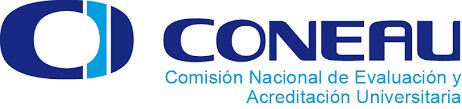 CONEAU
Comisión Nacional de Evaluación y
Acreditación Universitaria